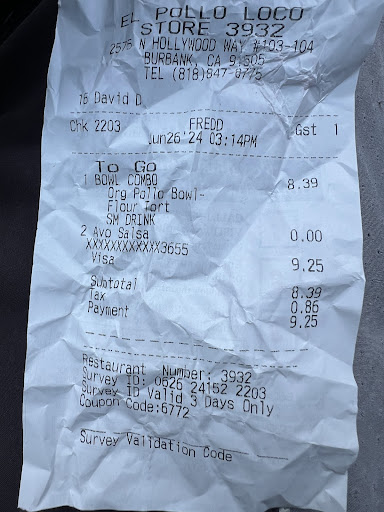 EL POLLO LOCO
STORE 3932
2575 N HOLLYWOOD WAY #103-104
BURBANK, CA 91505
TEL (818)847-0775
16 David D.
Chk 2203 FREDD Gst 1
Jun26'24 03:14PM
To Go
1 BOWL COMBO 8.39
Org Pollo Bowl-
Flour Tort
SM DRINK
2 Avo Salsa 0.00
XXXXXXXXXXXX3655
Visa 9.25
Subtotal 8.39
Tax 0.86
Payment 9.25
Restaurant Number: 3932
Survey ID: 0626 24152 2203
Survey ID Valid 3 Days Only
Coupon Code:6772
Survey Validation Code